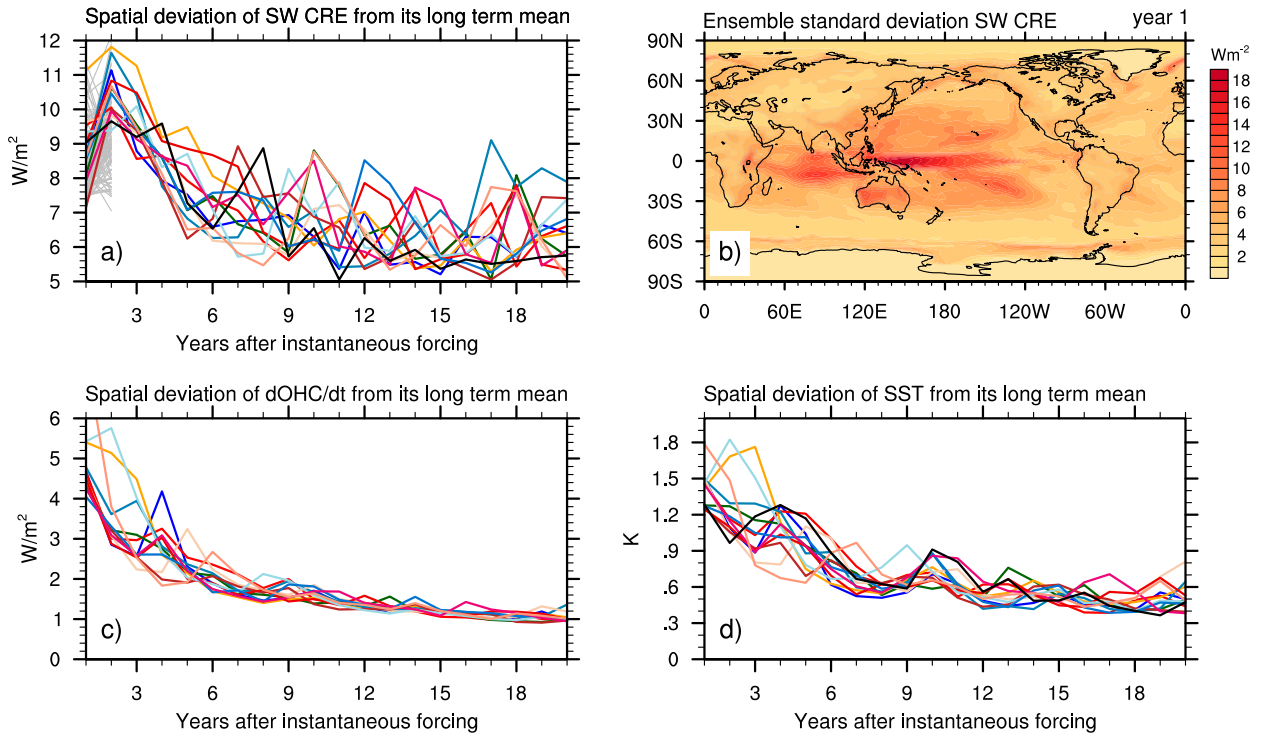 Spatial deviation of SW CRE from its long term mean
12
11
10
9
8
7
6
5
W/m²
a)
3 6 9 12 15 18
Years after instantaneous forcing
Ensemble standard deviation SW CRE year 1
90N
60N
30N
0
30S
60S
90S
b)
0 60E 120E 180 120W 60W 0
Wm⁻²
18
16
14
12
10
8
6
4
2
Spatial deviation of dOHC/dt from its long term mean
6
5
4
3
2
1
0
W/m²
c)
3 6 9 12 15 18
Years after instantaneous forcing
Spatial deviation of SST from its long term mean
1.8
1.5
1.2
.9
.6
.3
0
K
d)
3 6 9 12 15 18
Years after instantaneous forcing